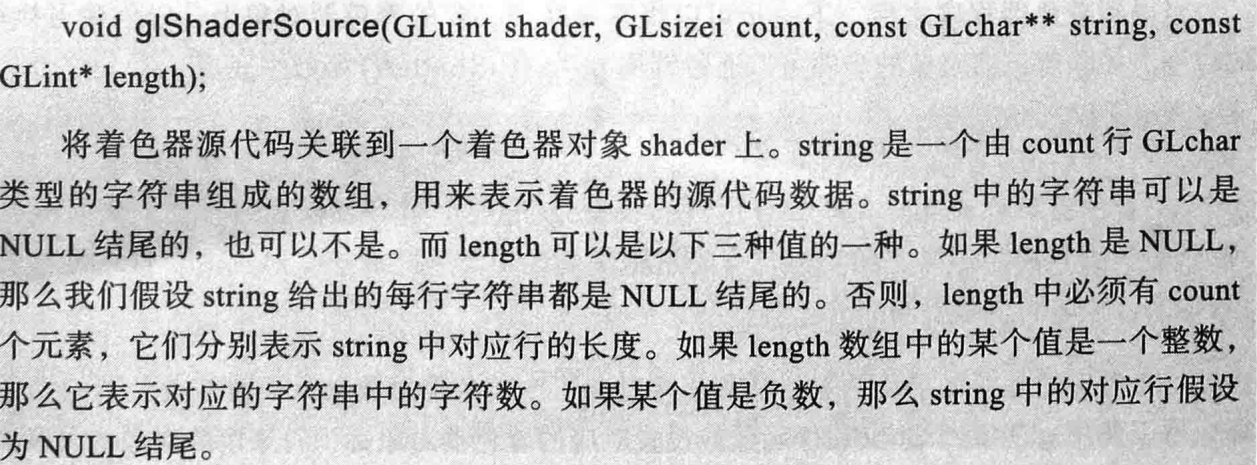 void glShaderSource(GLuint shader, GLsizei count, const GLchar** string, const
GLint* length);
将着色器源代码关联到一个着色器对象 shader 上。string 是一个由 count 行 GLchar
类型的字符串组成的数组，用来表示着色器的源代码数据。string 中的字符串可以是
NULL 结尾的，也可以不是。而 length 可以是以下三种值的一种。如果 length 是 NULL，
那么我们假设 string 给出的每行字符串都是 NULL 结尾的。否则，length 中必须有 count
个元素，它们分别表示 string 中对应行的长度。如果 length 数组中的某个值是一个整数，
那么它表示对应的字符串中的字符数。如果某个值是负数，那么 string 中的对应行假设
为 NULL 结尾。